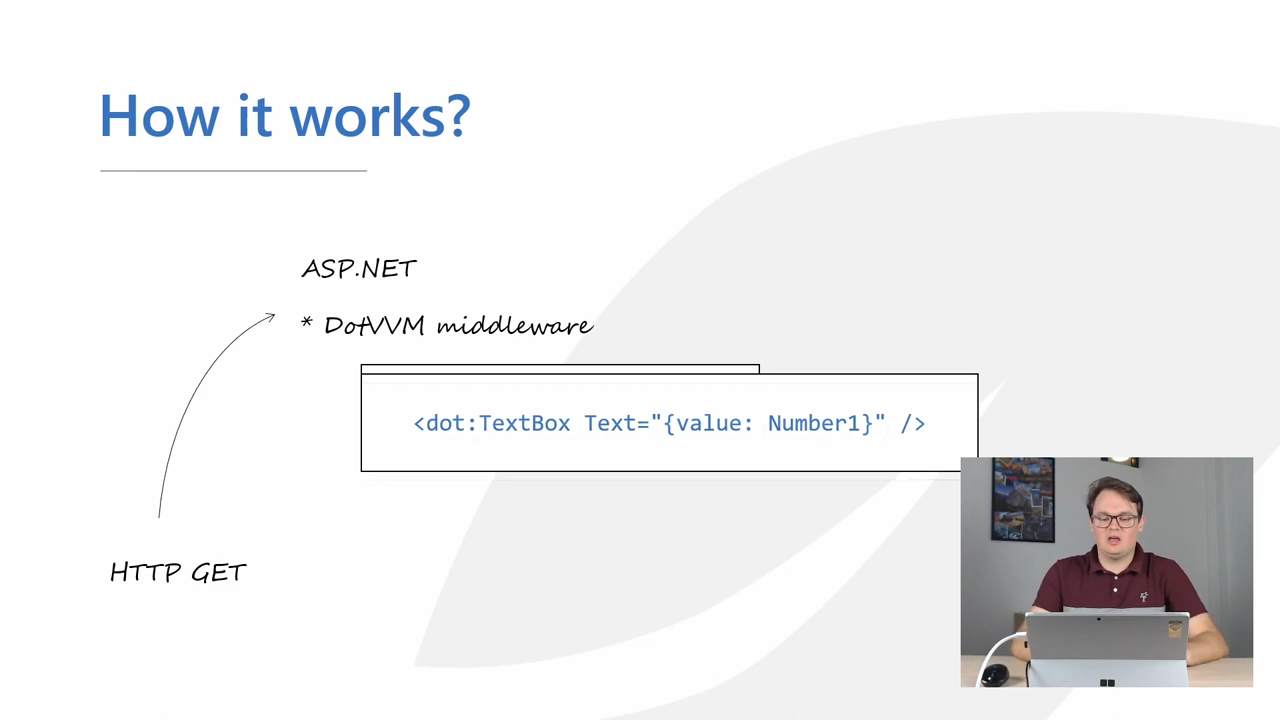 How it works?
ASP.NET
* DotVVM middleware
<dot:TextBox Text="{value: Number1}" />
HTTP GET